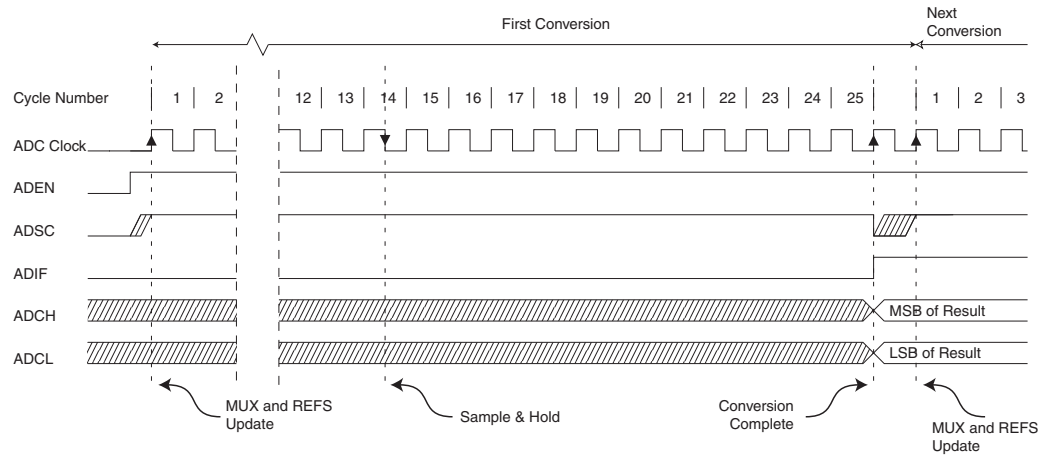 First Conversion
Next
Conversion
Cycle Number 1 2 12 13 14 15 16 17 18 19 20 21 22 23 24 25 1 2 3
ADC Clock
ADEN
ADSC
ADIF
ADCH MSB of Result
ADCL LSB of Result
MUX and REFS
Update
Sample & Hold
Conversion
Complete
MUX and REFS
Update